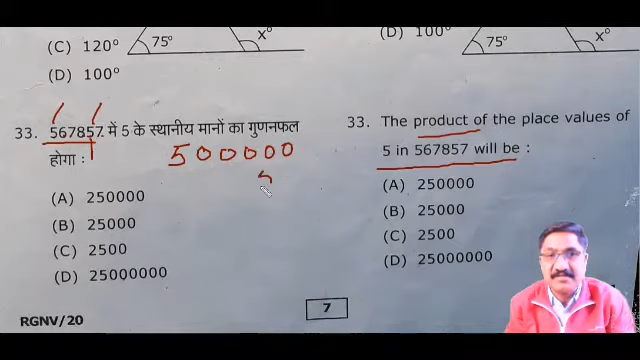 (C) 120°
(D) 100°
75°
x°
33. 567857 में 5 के स्थानीय मानों का गुणनफल
होगा :
500000
5
(A) 250000
(B) 25000
(C) 2500
(D) 25000000
RGNV/20
7
(D) 100°
75°
x°
33. The product of the place values of
5 in 567857 will be :
(A) 250000
(B) 25000
(C) 2500
(D) 25000000